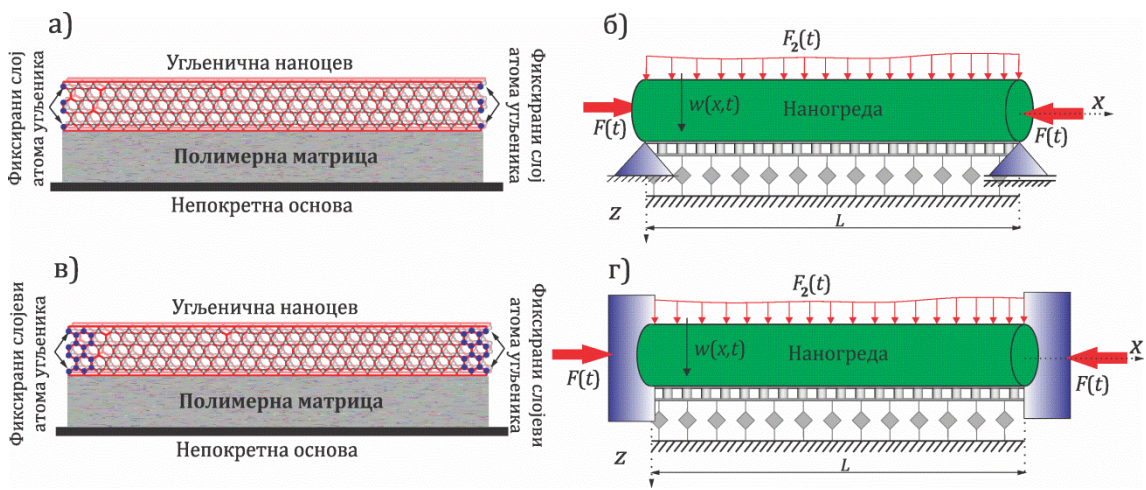 а)
Угљенична наноцев
Фиксирани слој
атома угљеника
Фиксирани слој
атома угљеника
Полимерна матрица
Непокретна основа
б)
F₂(t)
w(x,t)
Наногреда
F(t)
F(t)
X
Z
L
в)
Угљенична наноцев
Фиксирани слојеви
атома угљеника
Фиксирани слојеви
атома угљеника
Полимерна матрица
Непокретна основа
г)
F₂(t)
w(x,t)
Наногреда
F(t)
F(t)
X
Z
L